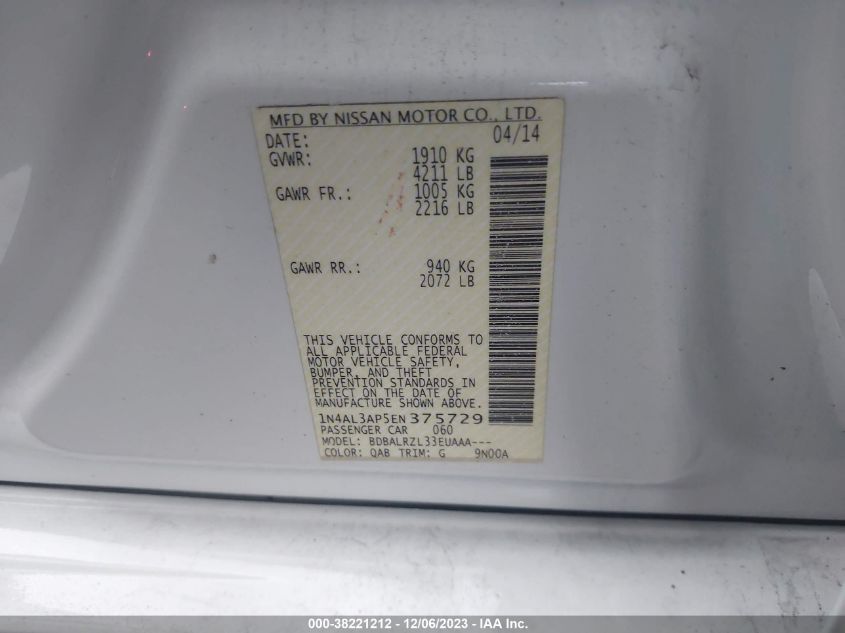 MFD BY NISSAN MOTOR CO., LTD.
DATE: 04/14
GVWR: 1910 KG
4211 LB
GAWR FR.: 1005 KG
2216 LB
GAWR RR.: 940 KG
2072 LB
THIS VEHICLE CONFORMS TO
ALL APPLICABLE FEDERAL
MOTOR VEHICLE SAFETY,
BUMPER, AND THEFT
PREVENTION STANDARDS IN
EFFECT ON THE DATE OF
MANUFACTURE SHOWN ABOVE.
1N4AL3AP5EN375729
PASSENGER CAR 060
MODEL: BDBALRZL33EUAAA---
COLOR: QAB TRIM: G 9N00A
000-38221212 - 12/06/2023 - IAA Inc.